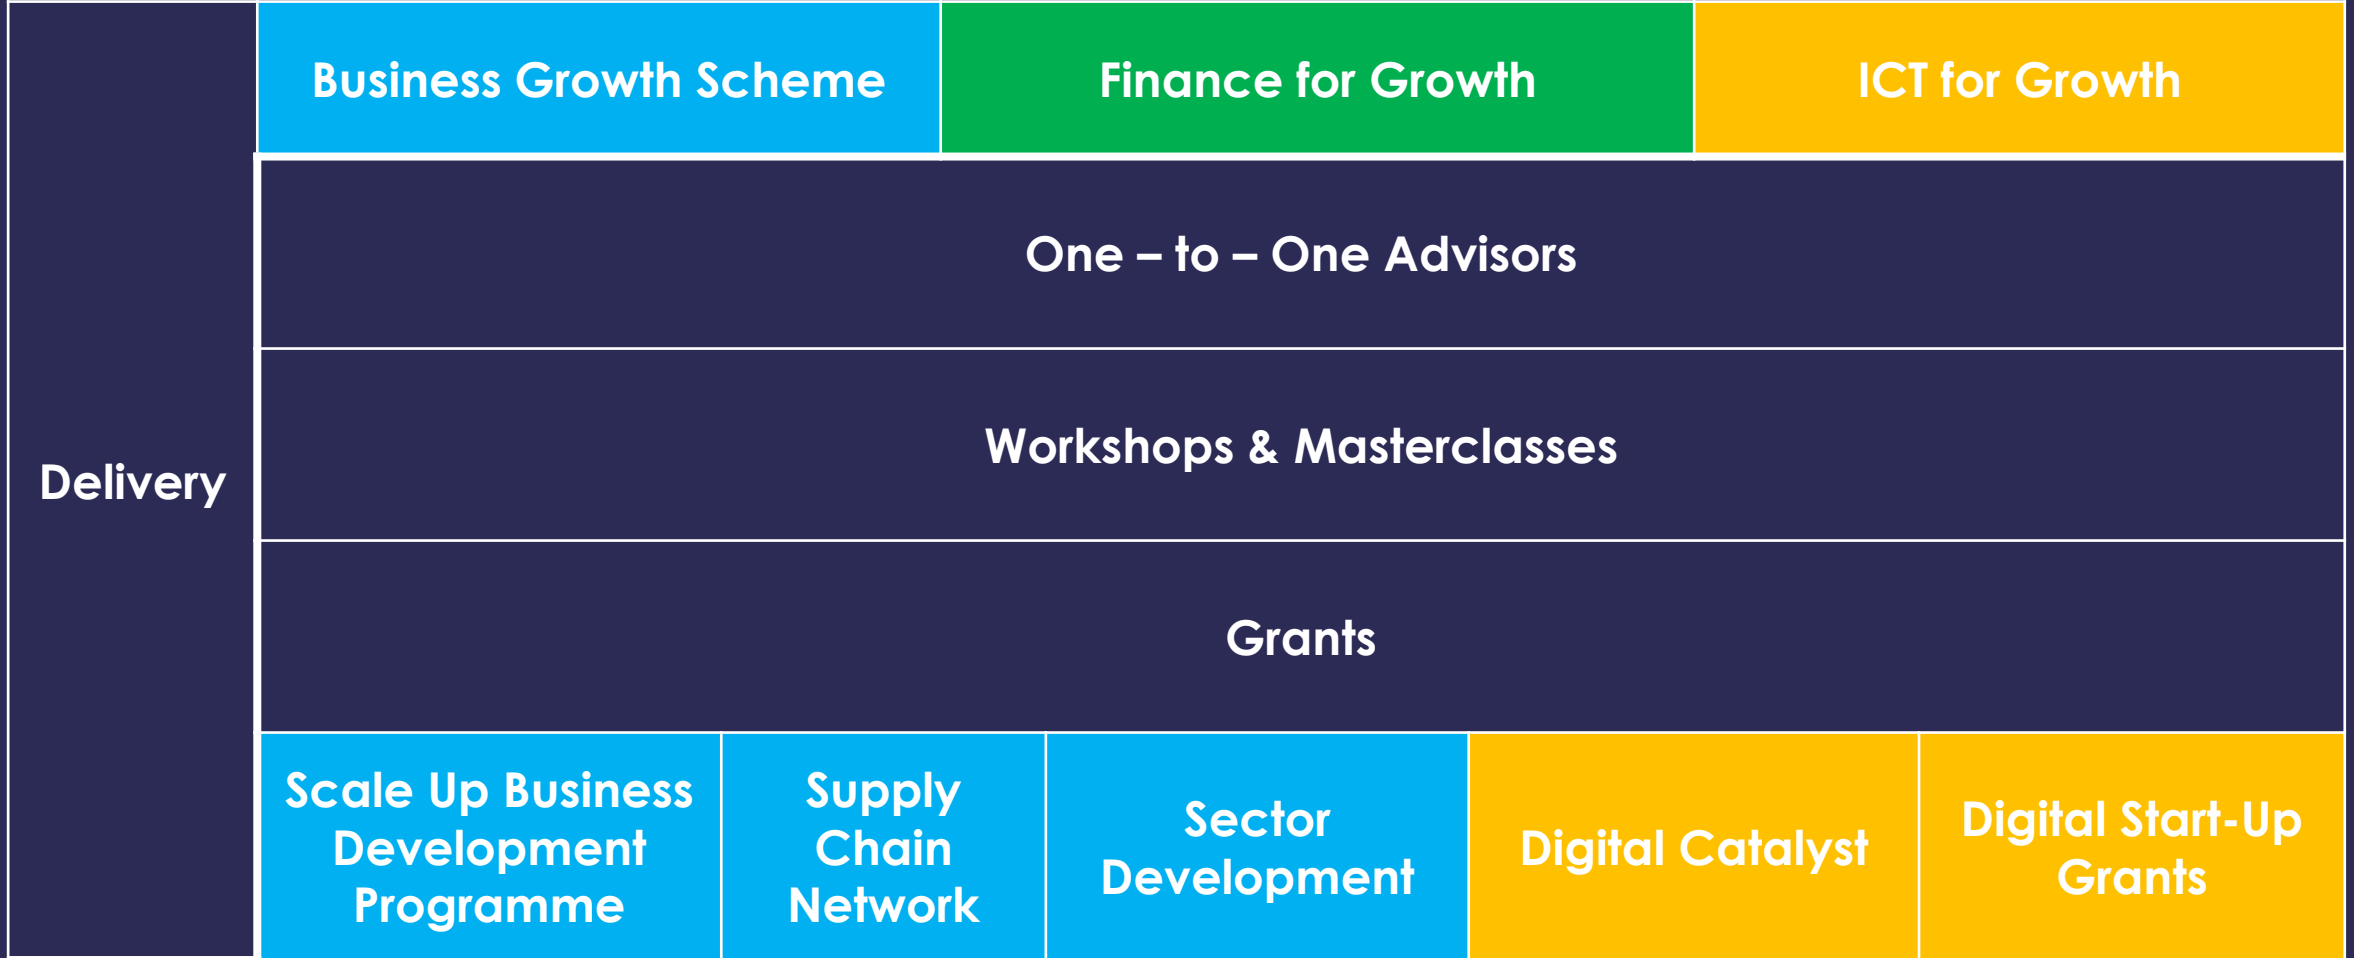 Business Growth Scheme
Finance for Growth
ICT for Growth
Delivery
One – to – One Advisors
Workshops & Masterclasses
Grants
Scale Up Business
Development
Programme
Supply
Chain
Network
Sector
Development
Digital Catalyst
Digital Start-Up
Grants